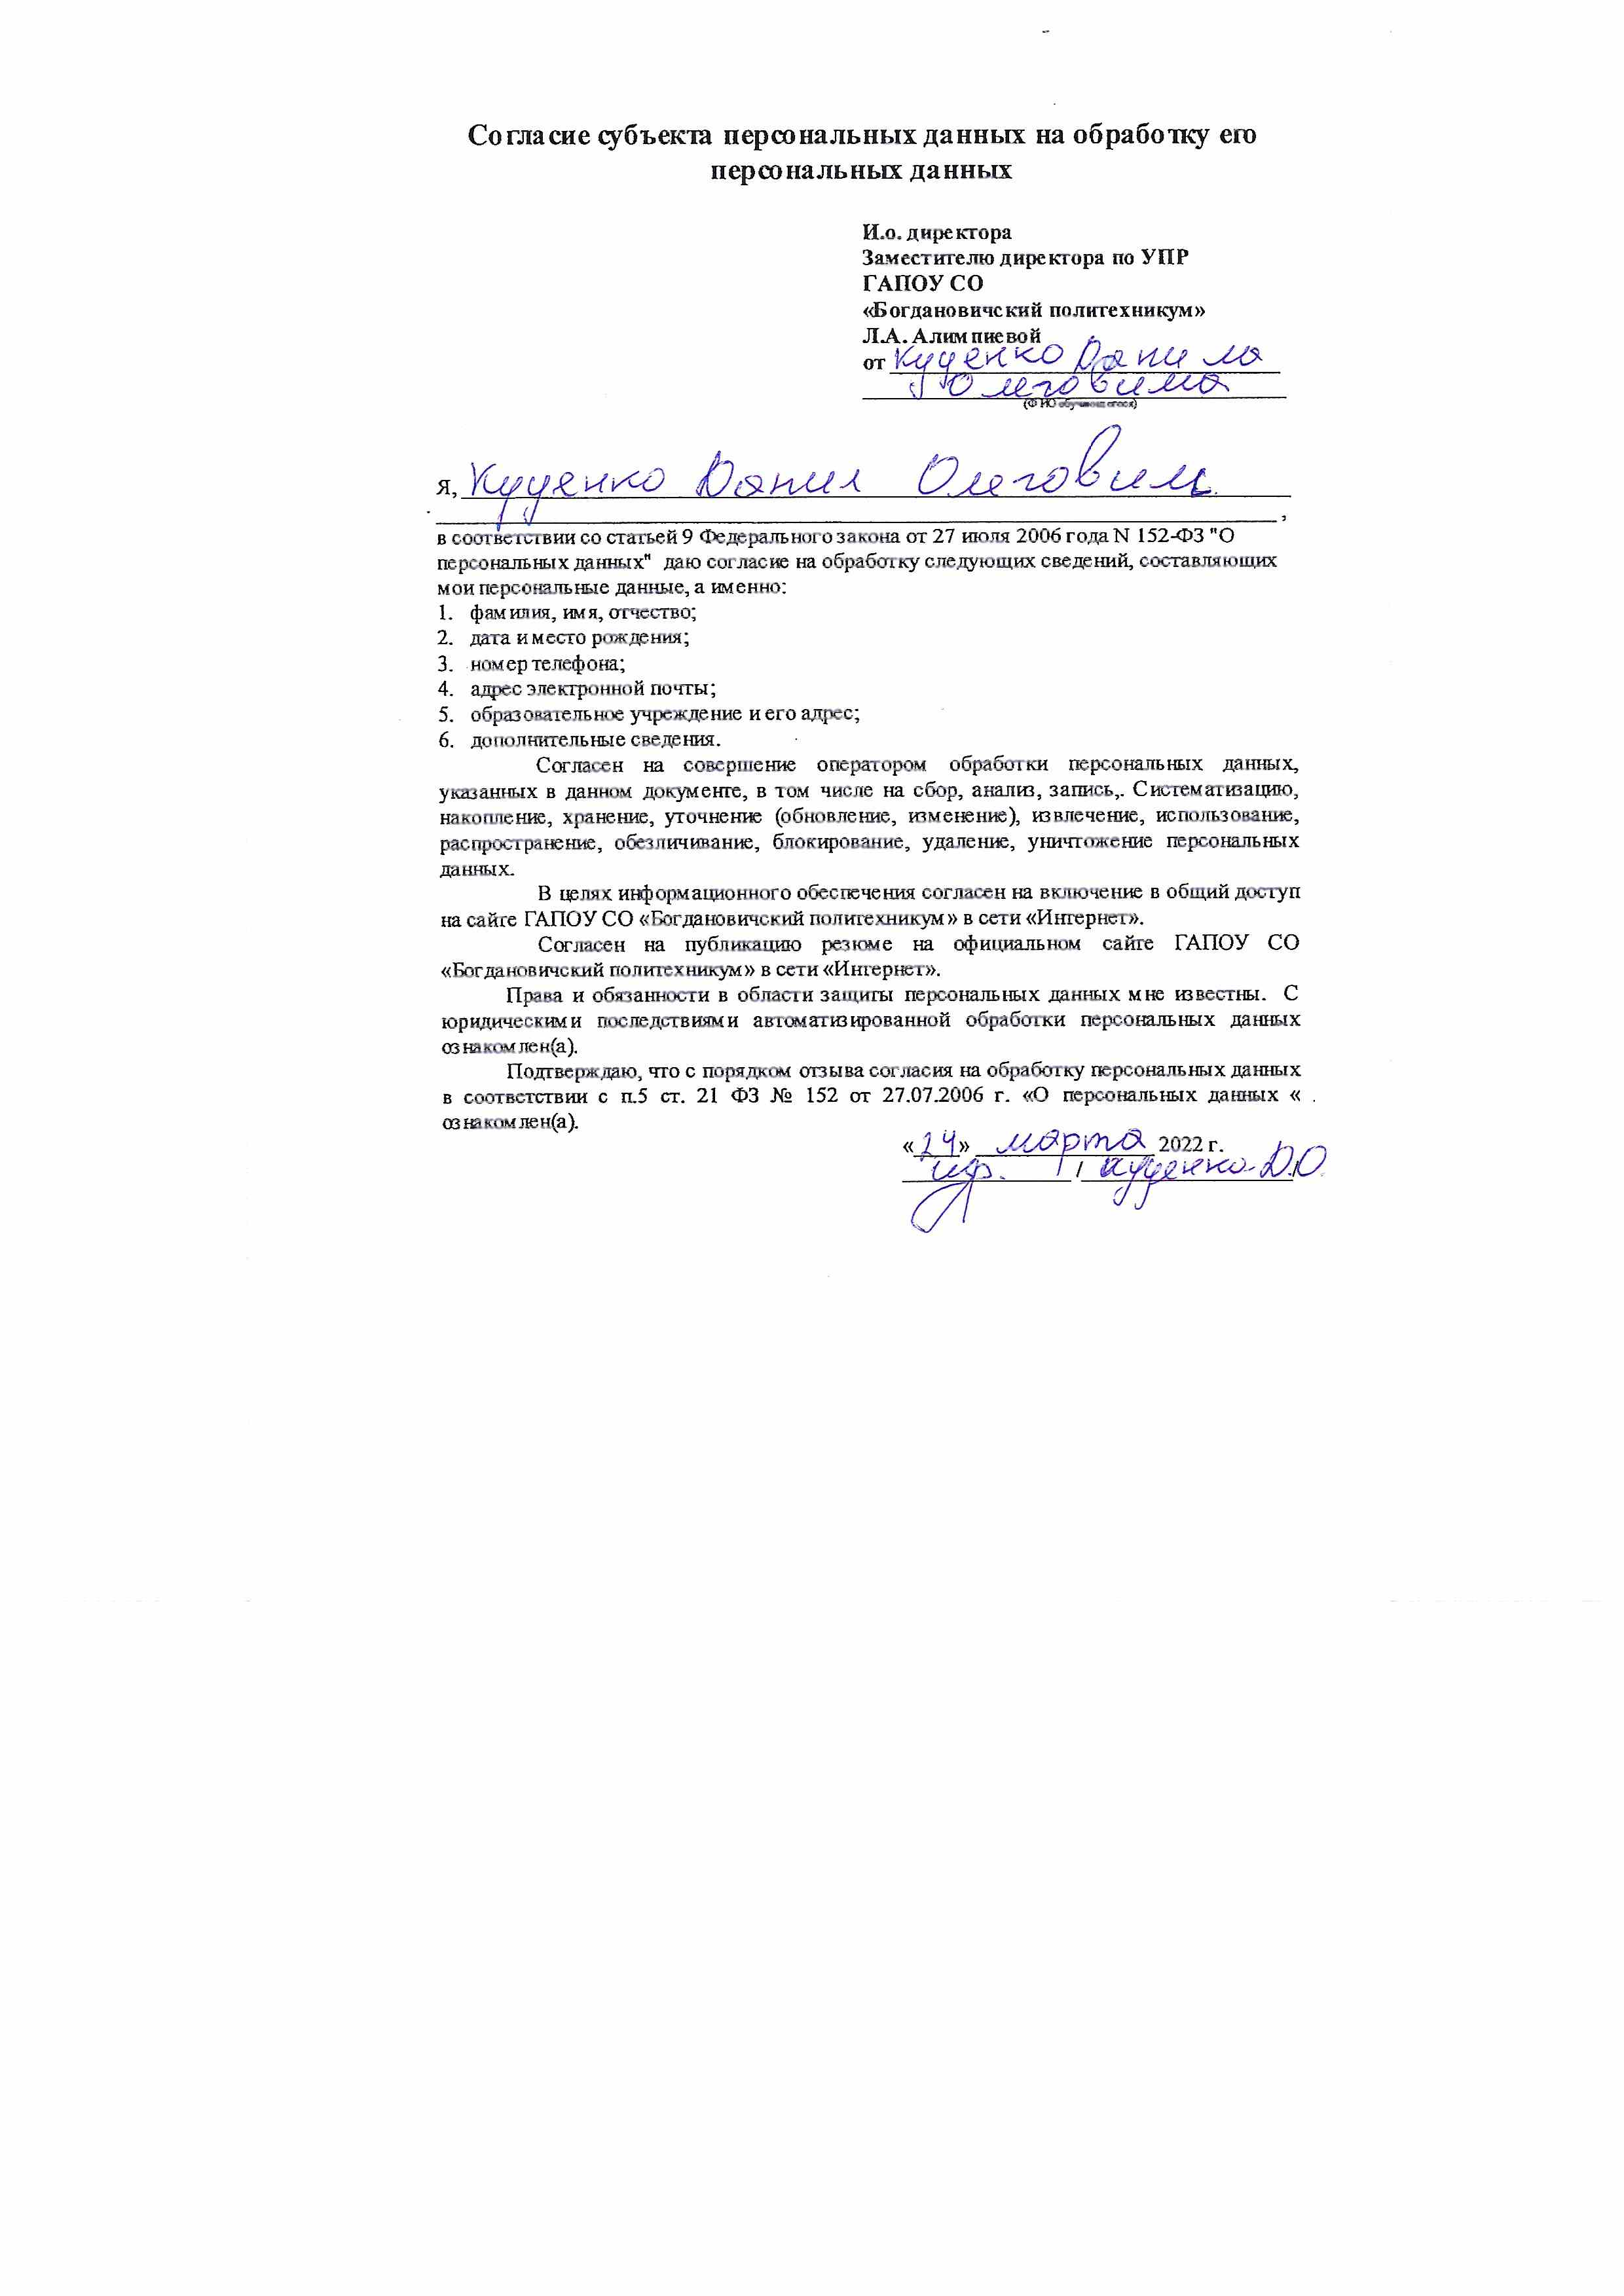 Согласие субъекта персональных данных на обработку его
персональных данных
И.о. директора
Заместителю директора по УПР
ГАПОУ СО
«Богдановичский политехникум»
Л.А. Алимпиевой
от Куценко Данила
Олеговича
(ФИО обучающегося)
Я, Куценко Данил Олегович
,
в соответствии со статьей 9 Федерального закона от 27 июля 2006 года N 152-ФЗ "О
персональных данных" даю согласие на обработку следующих сведений, составляющих
мои персональные данные, а именно:
1. фамилия, имя, отчество;
2. дата и место рождения;
3. номер телефона;
4. адрес электронной почты;
5. образовательное учреждение и его адрес;
6. дополнительные сведения.
Согласен на совершение оператором обработки персональных данных,
указанных в данном документе, в том числе на сбор, анализ, запись,. Систематизацию,
накопление, хранение, уточнение (обновление, изменение), извлечение, использование,
распространение, обезличивание, блокирование, удаление, уничтожение персональных
данных.
В целях информационного обеспечения согласен на включение в общий доступ
на сайте ГАПОУ СО «Богдановичский политехникум» в сети «Интернет».
Согласен на публикацию резюме на официальном сайте ГАПОУ СО
«Богдановичский политехникум» в сети «Интернет».
Права и обязанности в области защиты персональных данных мне известны. С
юридическими последствиями автоматизированной обработки персональных данных
ознакомлен(а).
Подтверждаю, что с порядком отзыва согласия на обработку персональных данных
в соответствии с п.5 ст. 21 ФЗ № 152 от 27.07.2006 г. «О персональных данных « .
ознакомлен(а).
«14» марта 2022 г.
/ Куценко Д.О.